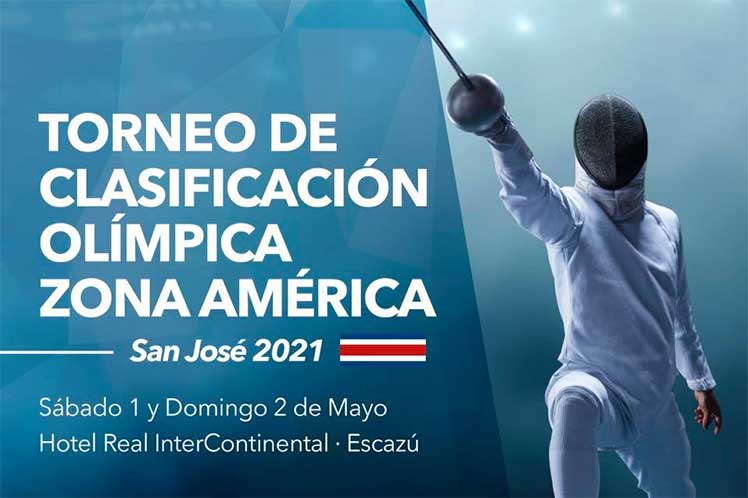 TORNEO DE
CLASIFICACIÓN
OLÍMPICA
ZONA AMÉRICA
San José 2021
Sábado 1 y Domingo 2 de Mayo
Hotel Real InterContinental · Escazú